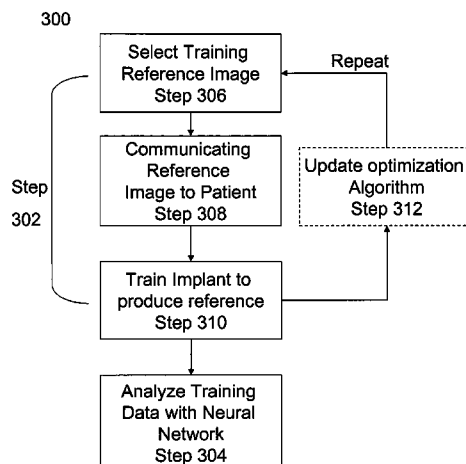 300
Select Training
Reference Image
Step 306
Repeat
Communicating
Reference
Image to Patient
Step 308
Update optimization
Algorithm
Step 312
Step
302
Train Implant to
produce reference
Step 310
Analyze Training
Data with Neural
Network
Step 304